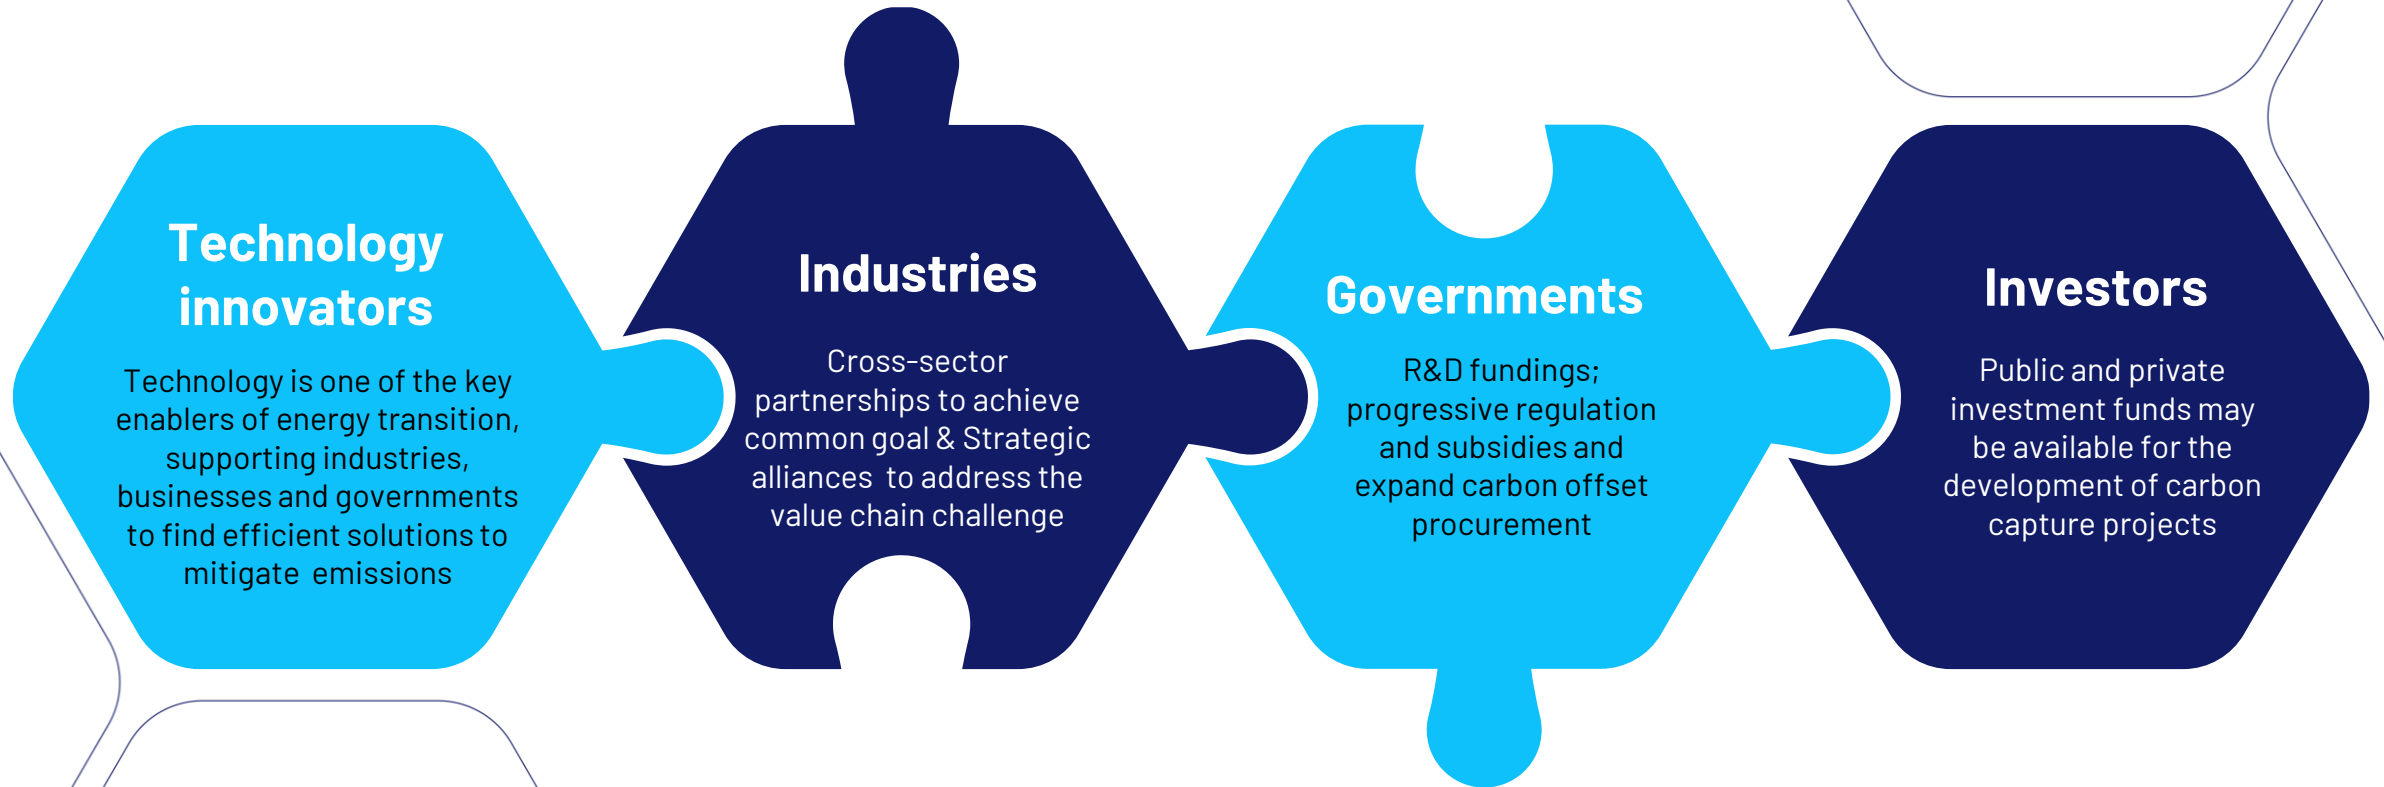 Technology
innovators
Technology is one of the key
enablers of energy transition,
supporting industries,
businesses and governments
to find efficient solutions to
mitigate  emissions
Industries
Cross-sector
partnerships to achieve
common goal & Strategic
alliances  to address the
value chain challenge
Governments
R&D fundings;
progressive regulation
and subsidies and
expand carbon offset
procurement
Investors
Public and private
investment funds may
be available for the
development of carbon
capture projects